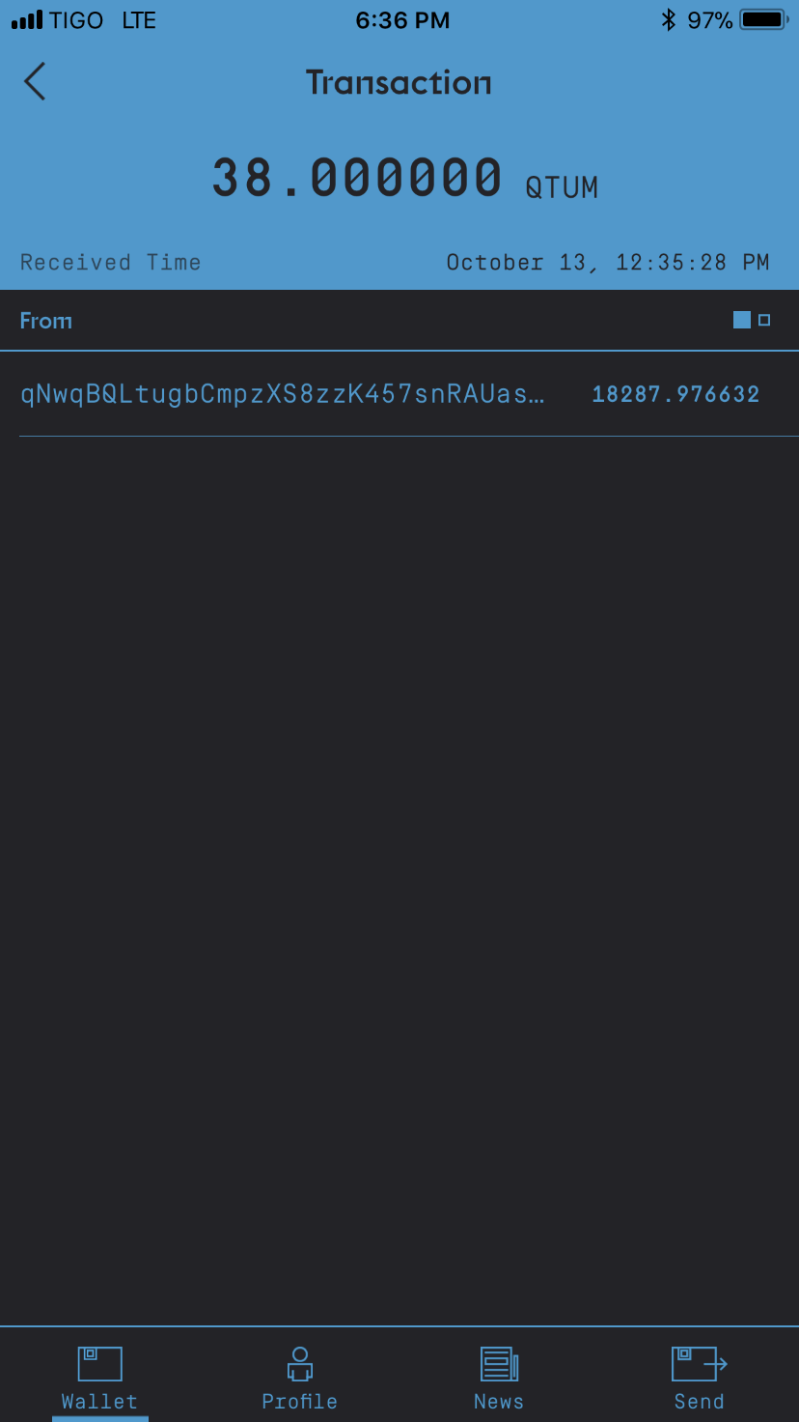 TIGO LTE 6:36 PM 97%
Transaction
38.000000 QTUM
Received Time October 13, 12:35:28 PM
From
qNwqBQLtugbCmpzXS8zzK457snRAUas… 18287.976632
Wallet Profile News Send